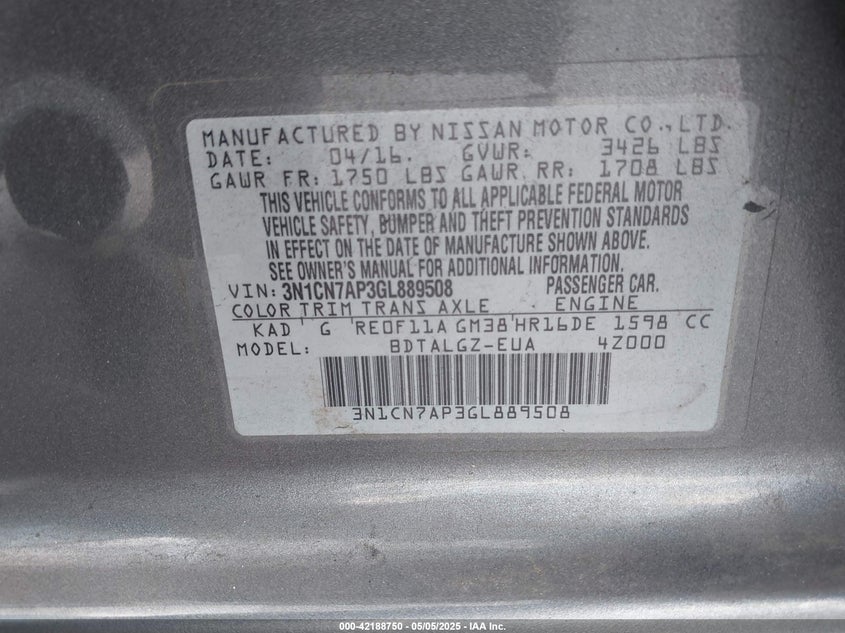 MANUFACTURED BY NISSAN MOTOR CO., LTD.
DATE: 04/16. GVWR: 3426 LBS
GAWR FR: 1750 LBS GAWR RR: 1708 LBS
THIS VEHICLE CONFORMS TO ALL APPLICABLE FEDERAL MOTOR
VEHICLE SAFETY, BUMPER AND THEFT PREVENTION STANDARDS
IN EFFECT ON THE DATE OF MANUFACTURE SHOWN ABOVE.
SEE OWNER'S MANUAL FOR ADDITIONAL INFORMATION.
VIN: 3N1CN7AP3GL889508 PASSENGER CAR.
COLOR TRIM TRANS AXLE ENGINE
KAD G RE0F11A GM38 HR16DE 1598 CC
MODEL: BDTALGZ-EUA 4Z000
3N1CN7AP3GL889508
000-42188750 - 05/05/2025 - IAA Inc.